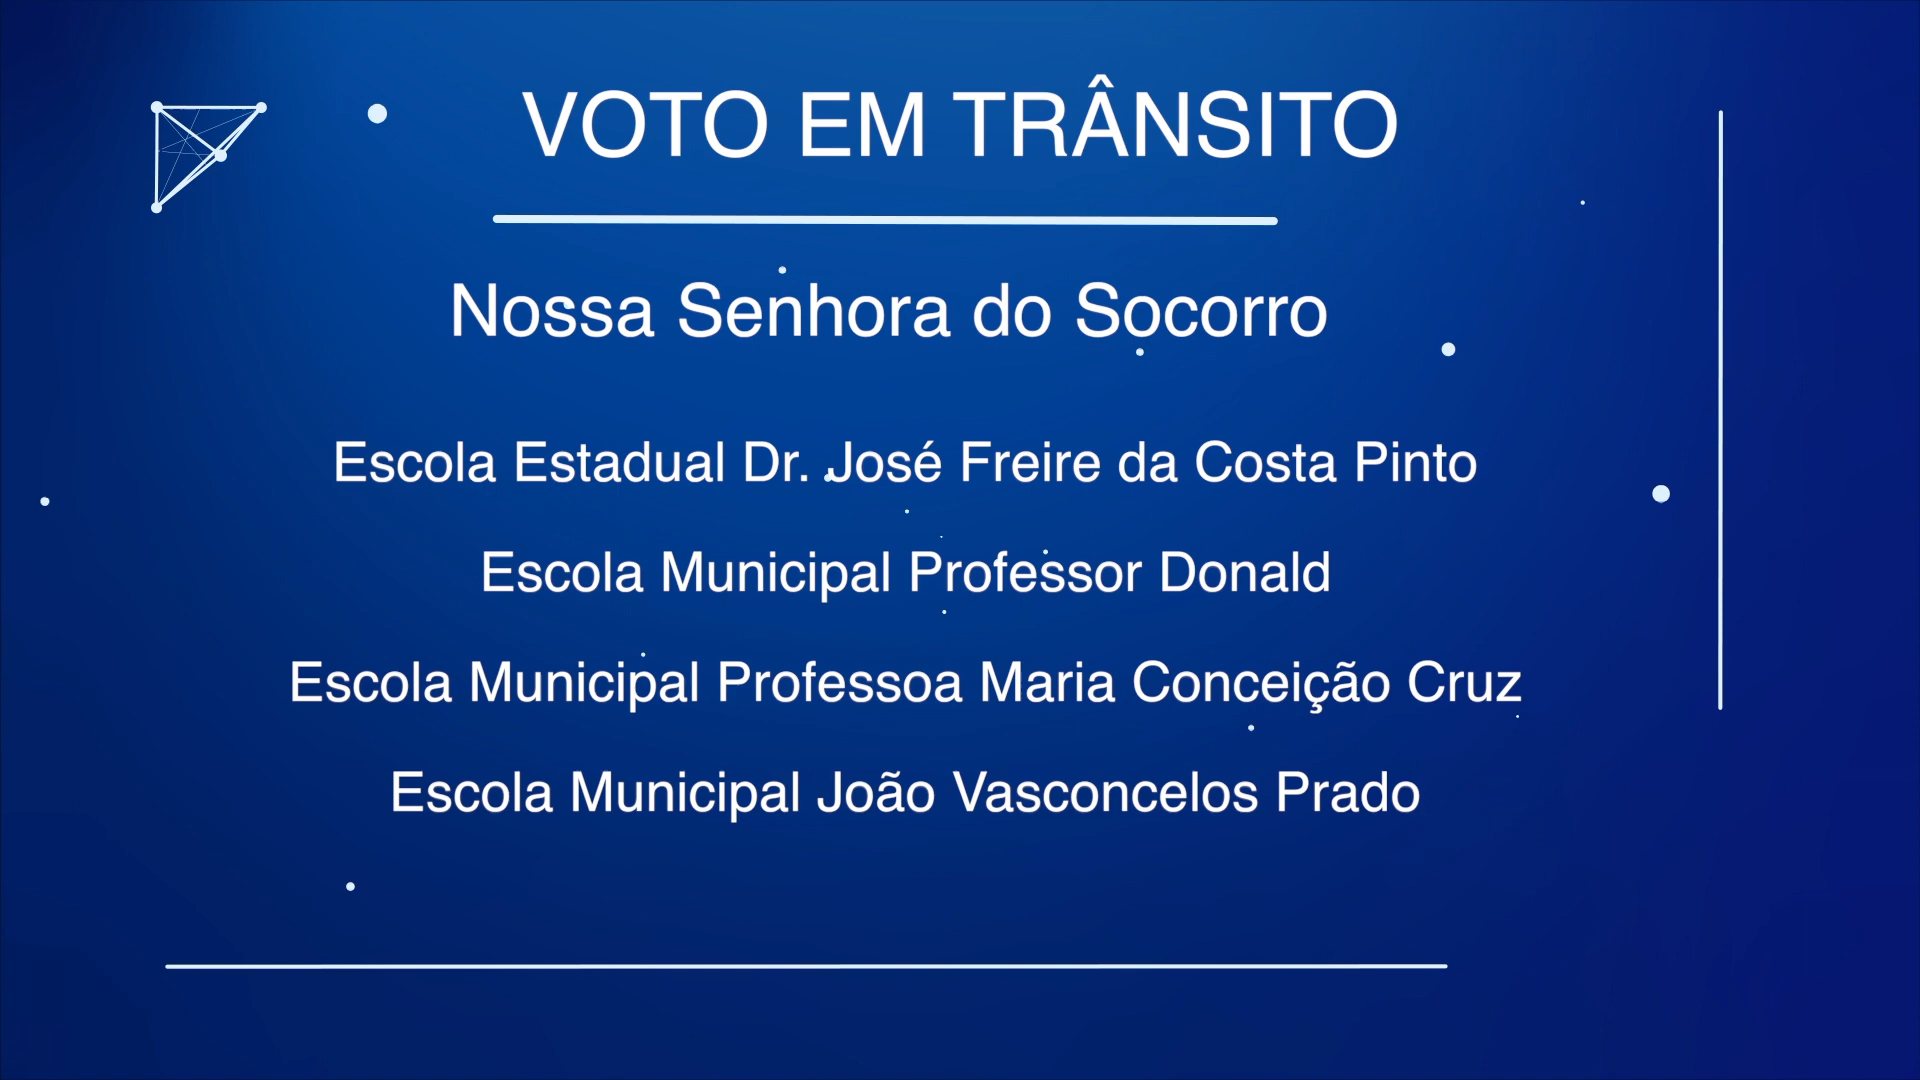 VOTO EM TRÂNSITO
Nossa Senhora do Socorro
Escola Estadual Dr. José Freire da Costa Pinto
Escola Municipal Professor Donald
Escola Municipal Professoa Maria Conceição Cruz
Escola Municipal João Vasconcelos Prado